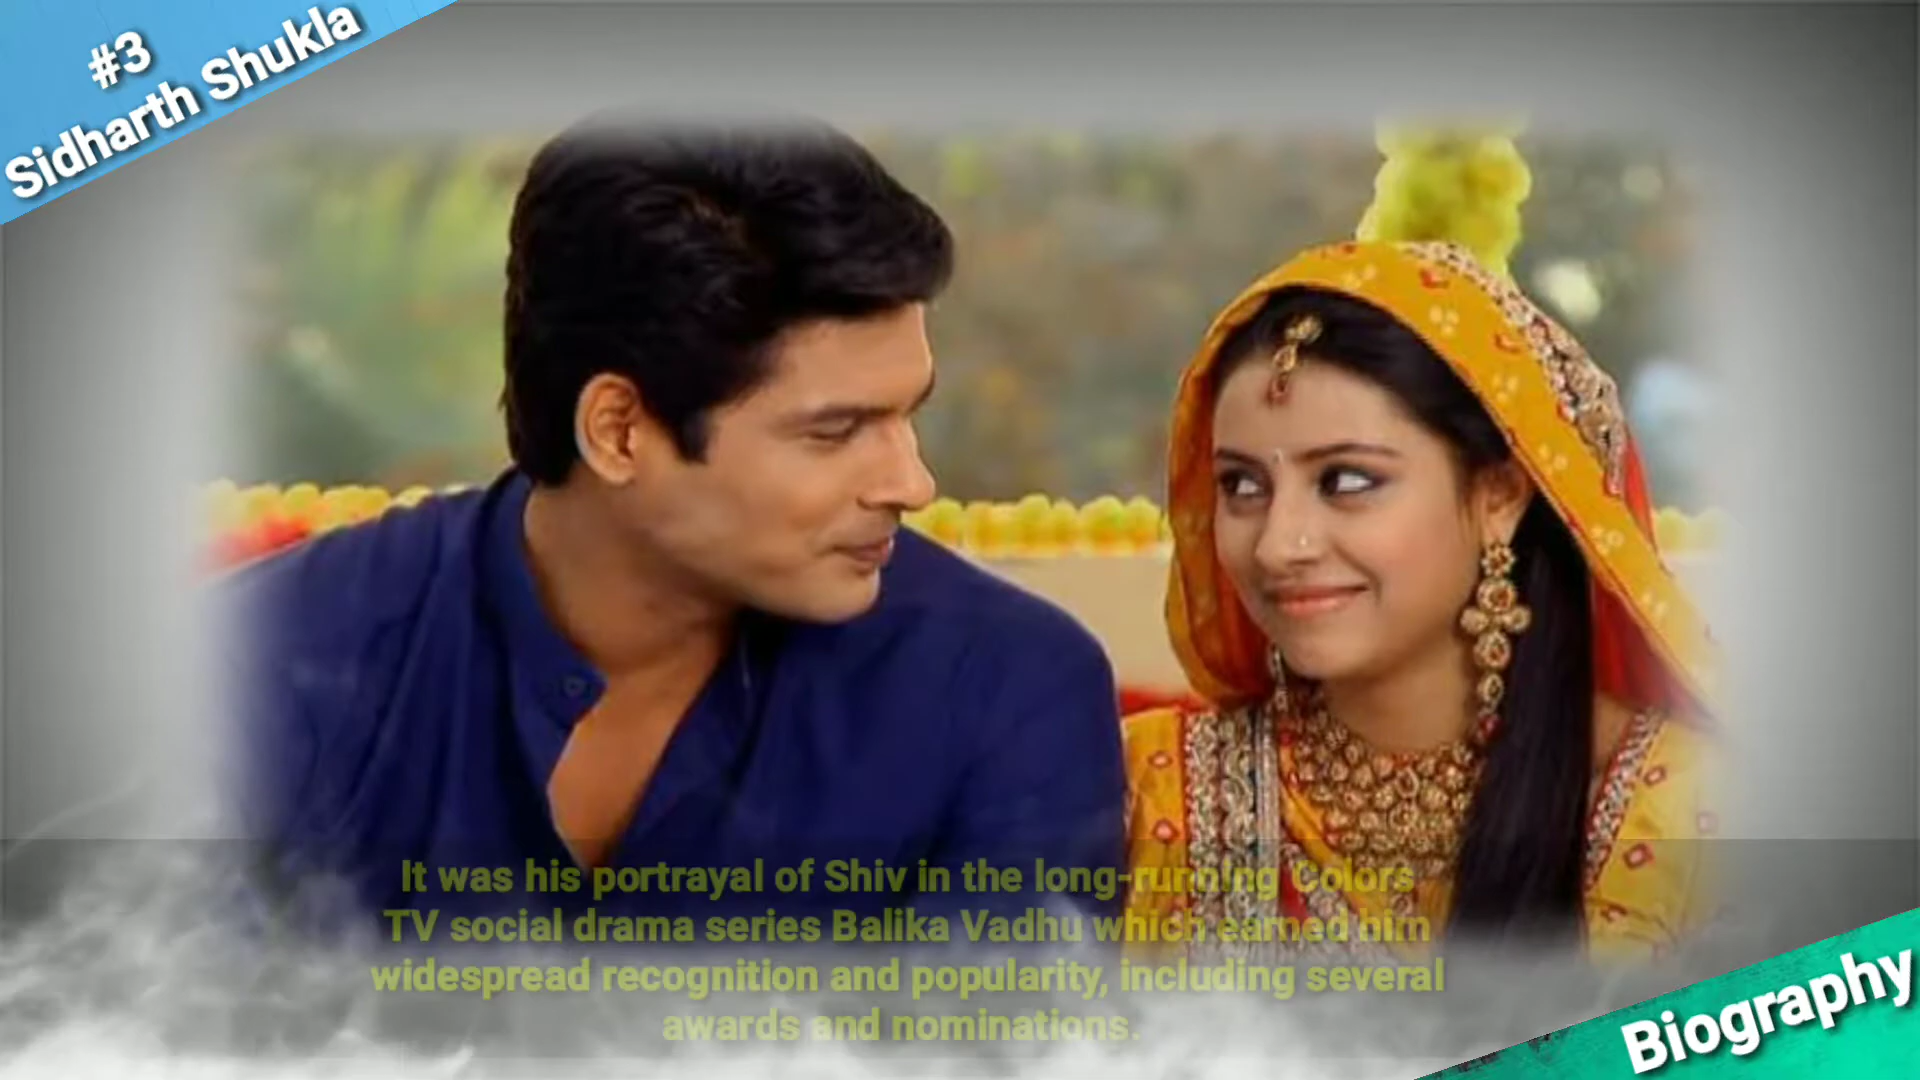 #3
Sidharth Shukla
It was his portrayal of Shiv in the long-running Colors
TV social drama series Balika Vadhu which earned him
widespread recognition and popularity, including several
awards and nominations.
Biography